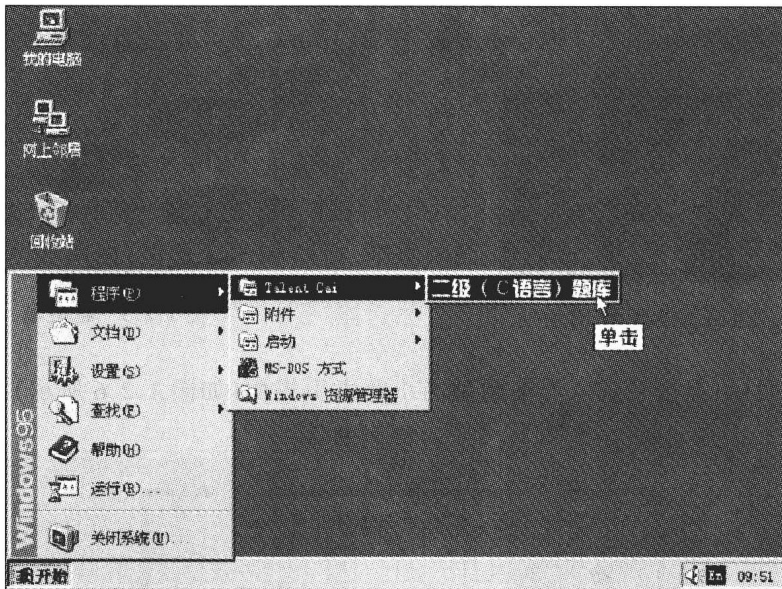 我的电脑
网上邻居
回收站
程序(P)
文档(D)
设置(S)
查找(F)
帮助(H)
运行(R)...
关闭系统(U)...
Windows95
Talent Cai
附件
启动
MS-DOS 方式
Windows 资源管理器
二级（C语言）题库
单击
开始
En
09:51